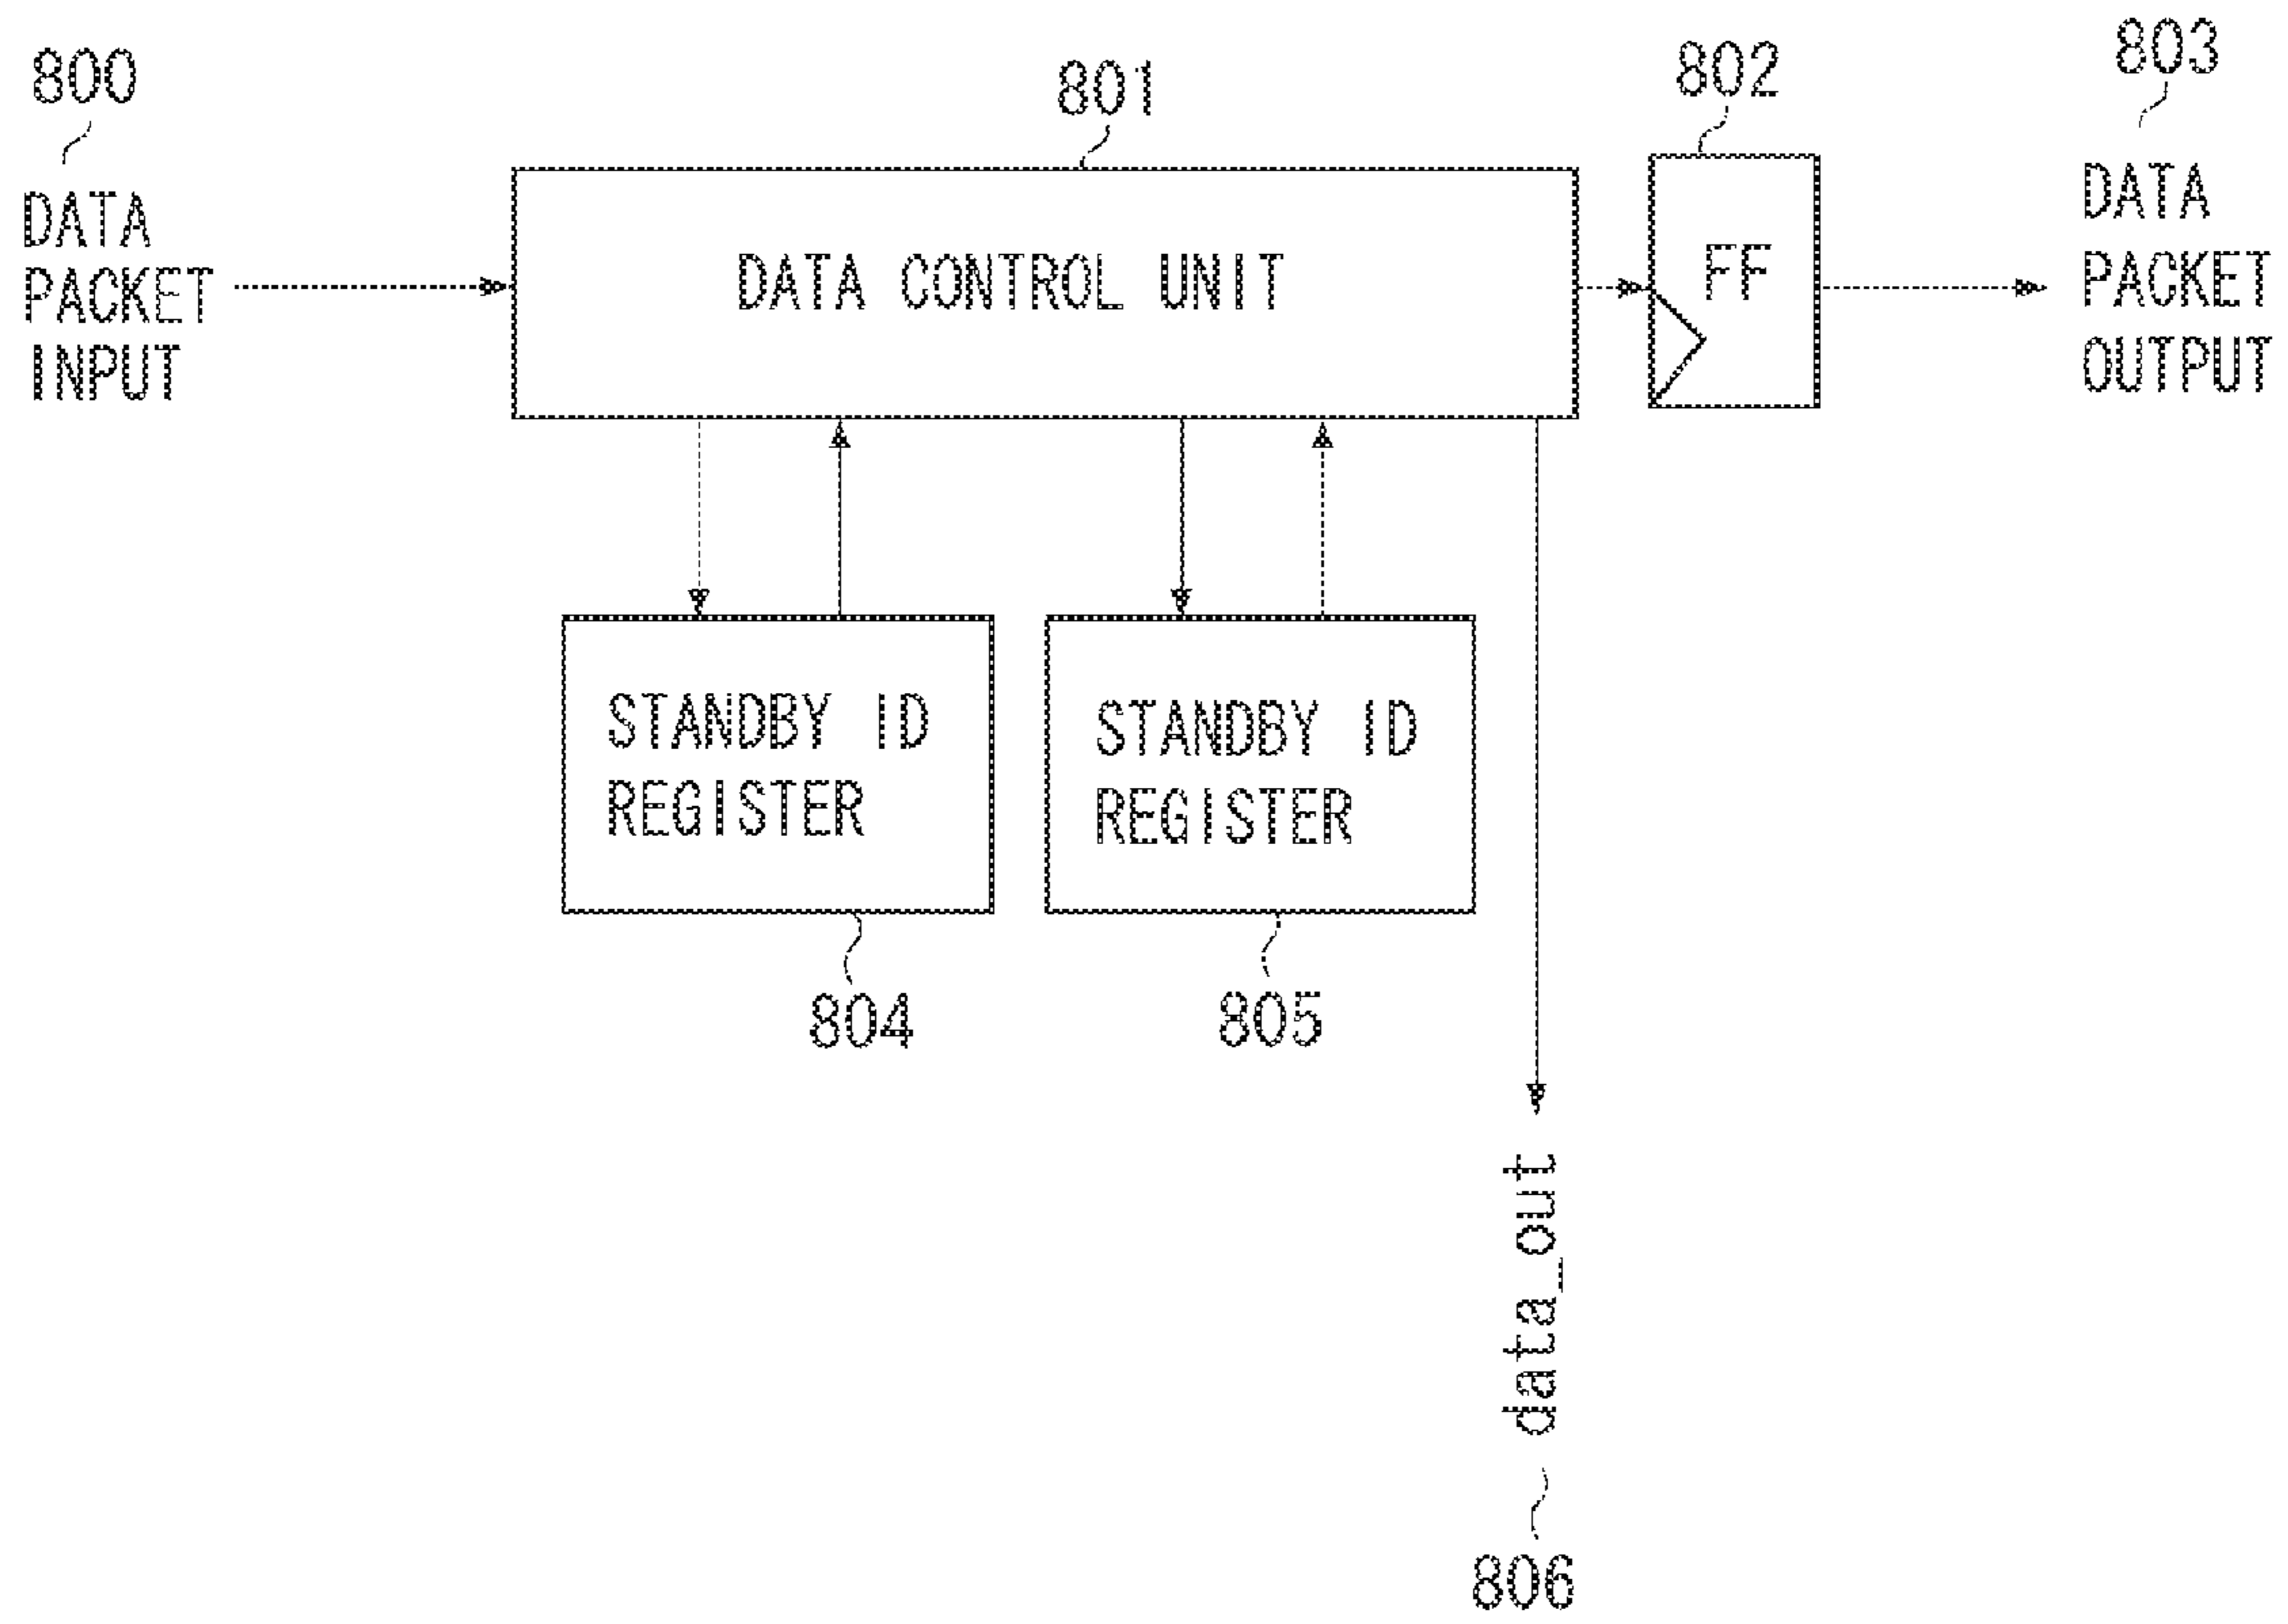 800
801
802
803
DATA
PACKET
INPUT
DATA CONTROL UNIT
FF
DATA
PACKET
OUTPUT
STANDBY ID
REGISTER
STANDBY ID
REGISTER
804
805
data_out
806